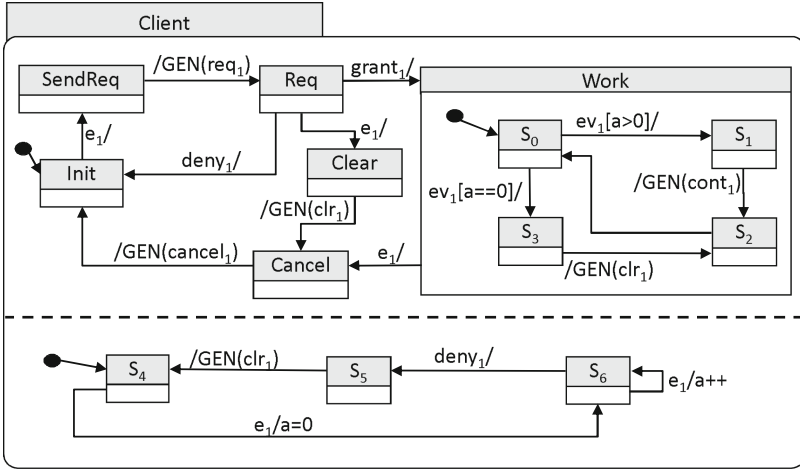 Client
/GEN(req₁)
SendReq
Req
grant₁/
Work
e₁/
e₁/
S₀
ev₁[a>0]/
S₁
Init
deny₁/
Clear
ev₁[a==0]/
/GEN(cont₁)
/GEN(clr₁)
S₃
S₂
/GEN(cancel₁)
Cancel
e₁/
/GEN(clr₁)
S₄
/GEN(clr₁)
S₅
deny₁/
S₆
e₁/a++
e₁/a=0